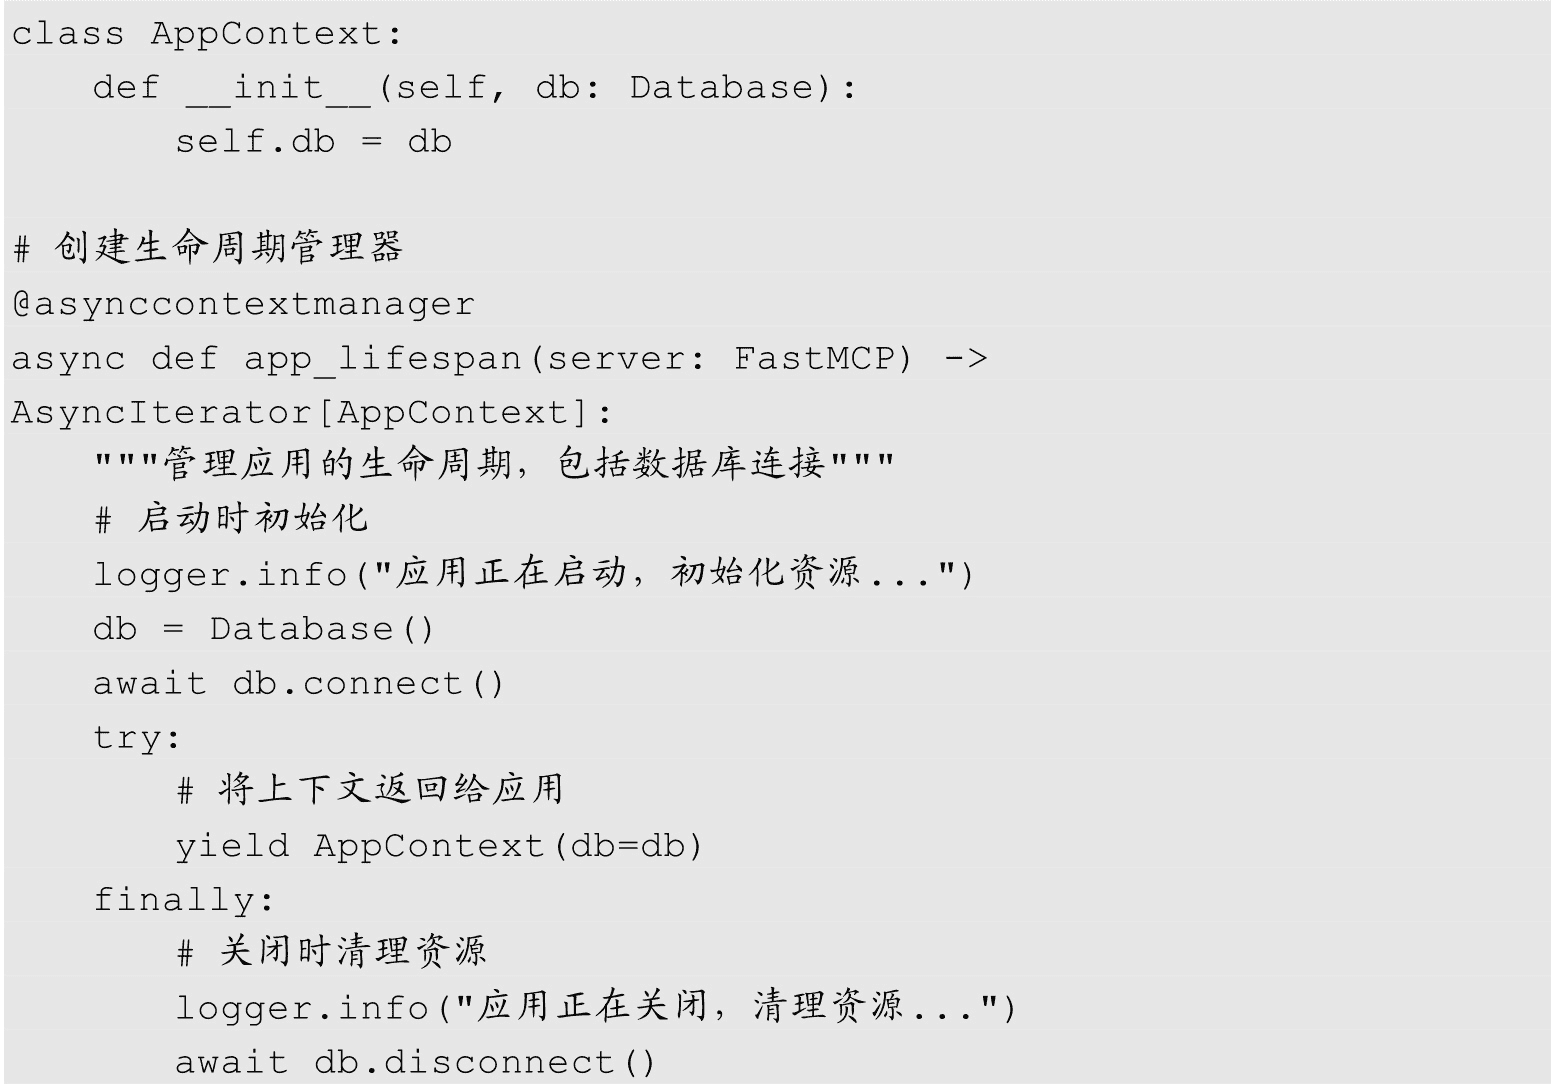 class AppContext:
    def __init__(self, db: Database):
        self.db = db

# 创建生命周期管理器
@asynccontextmanager
async def app_lifespan(server: FastMCP) ->
AsyncIterator[AppContext]:
    """管理应用的生命周期，包括数据库连接"""
    # 启动时初始化
    logger.info("应用正在启动，初始化资源...")
    db = Database()
    await db.connect()
    try:
        # 将上下文返回给应用
        yield AppContext(db=db)
    finally:
        # 关闭时清理资源
        logger.info("应用正在关闭，清理资源...")
        await db.disconnect()